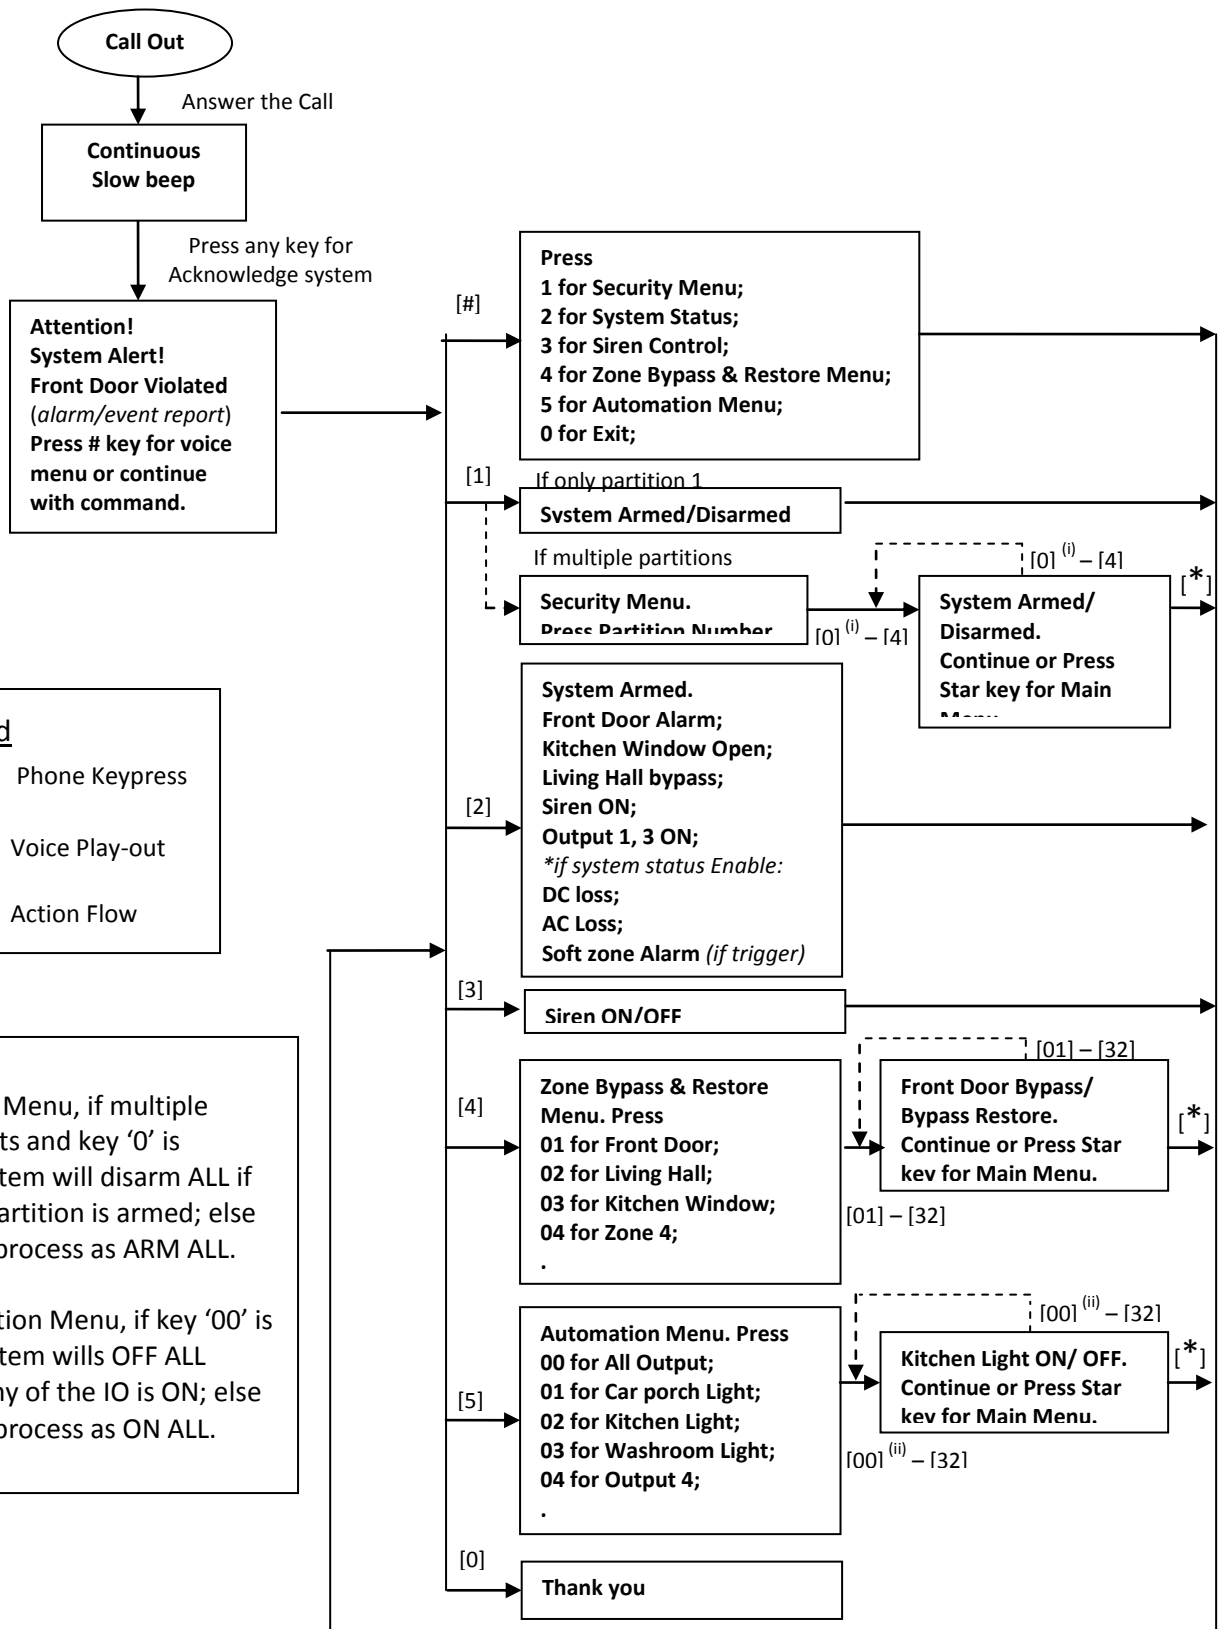 Call Out
Answer the Call
Continuous
Slow beep
Press any key for
Acknowledge system
Attention!
System Alert!
Front Door Violated
(alarm/event report)
Press # key for voice
menu or continue
with command.
[#]
Press
1 for Security Menu;
2 for System Status;
3 for Siren Control;
4 for Zone Bypass & Restore Menu;
5 for Automation Menu;
0 for Exit;
[1]
If only partition 1
System Armed/Disarmed
If multiple partitions
Security Menu.
Press Partition Number
[0] (i) – [4]
[0] (i) – [4]
System Armed/
Disarmed.
Continue or Press
Star key for Main
Menu
[*]
[2]
System Armed.
Front Door Alarm;
Kitchen Window Open;
Living Hall bypass;
Siren ON;
Output 1, 3 ON;
*if system status Enable:
DC loss;
AC Loss;
Soft zone Alarm (if trigger)
d
Phone Keypress
Voice Play-out
Action Flow
[3]
Siren ON/OFF
[4]
Zone Bypass & Restore
Menu. Press
01 for Front Door;
02 for Living Hall;
03 for Kitchen Window;
04 for Zone 4;
.
[01] – [32]
[01] – [32]
Front Door Bypass/
Bypass Restore.
Continue or Press Star
key for Main Menu.
[*]
Menu, if multiple
ts and key ‘0’ is
tem will disarm ALL if
artition is armed; else
process as ARM ALL.
tion Menu, if key ‘00’ is
tem wills OFF ALL
ny of the IO is ON; else
process as ON ALL.
[5]
Automation Menu. Press
00 for All Output;
01 for Car porch Light;
02 for Kitchen Light;
03 for Washroom Light;
04 for Output 4;
.
[00] (ii) – [32]
[00] (ii) – [32]
Kitchen Light ON/ OFF.
Continue or Press Star
key for Main Menu.
[*]
[0]
Thank you